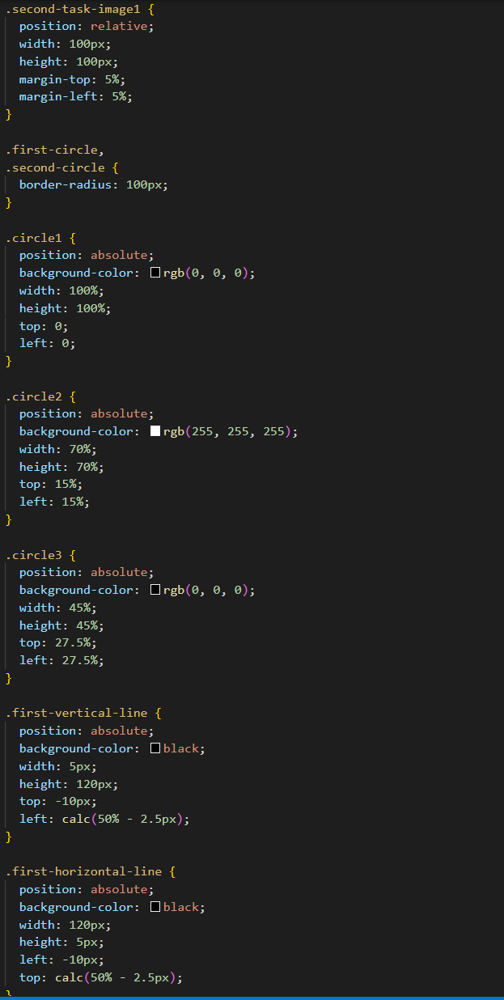 .second-task-image1 {
  position: relative;
  width: 100px;
  height: 100px;
  margin-top: 5%;
  margin-left: 5%;
}

.first-circle,
.second-circle {
  border-radius: 100px;
}

.circle1 {
  position: absolute;
  background-color: rgb(0, 0, 0);
  width: 100%;
  height: 100%;
  top: 0;
  left: 0;
}

.circle2 {
  position: absolute;
  background-color: rgb(255, 255, 255);
  width: 70%;
  height: 70%;
  top: 15%;
  left: 15%;
}

.circle3 {
  position: absolute;
  background-color: rgb(0, 0, 0);
  width: 45%;
  height: 45%;
  top: 27.5%;
  left: 27.5%;
}

.first-vertical-line {
  position: absolute;
  background-color: black;
  width: 5px;
  height: 120px;
  top: -10px;
  left: calc(50% - 2.5px);
}

.first-horizontal-line {
  position: absolute;
  background-color: black;
  width: 120px;
  height: 5px;
  left: -10px;
  top: calc(50% - 2.5px);
}